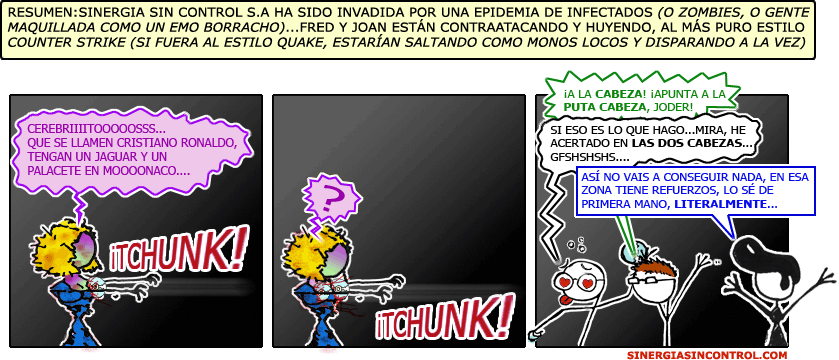 RESUMEN:SINERGIA SIN CONTROL S.A HA SIDO INVADIDA POR UNA EPIDEMIA DE INFECTADOS (O ZOMBIES, O GENTE
MAQUILLADA COMO UN EMO BORRACHO)...FRED Y JOAN ESTÁN CONTRAATACANDO Y HUYENDO, AL MÁS PURO ESTILO
COUNTER STRIKE (SI FUERA AL ESTILO QUAKE, ESTARÍAN SALTANDO COMO MONOS LOCOS Y DISPARANDO A LA VEZ)
CEREBRIIIITOOOOOSSS...
QUE SE LLAMEN CRISTIANO RONALDO,
TENGAN UN JAGUAR Y UN
PALACETE EN MOOOONACO....
¡TCHUNK!
?
¡TCHUNK!
¡A LA CABEZA! ¡APUNTA A LA
PUTA CABEZA, JODER!
SI ESO ES LO QUE HAGO...MIRA, HE
ACERTADO EN LAS DOS CABEZAS...
GFSHSHSHS....
ASÍ NO VAIS A CONSEGUIR NADA, EN ESA
ZONA TIENE REFUERZOS, LO SÉ DE
PRIMERA MANO, LITERALMENTE...
SINERGIASINCONTROL.COM